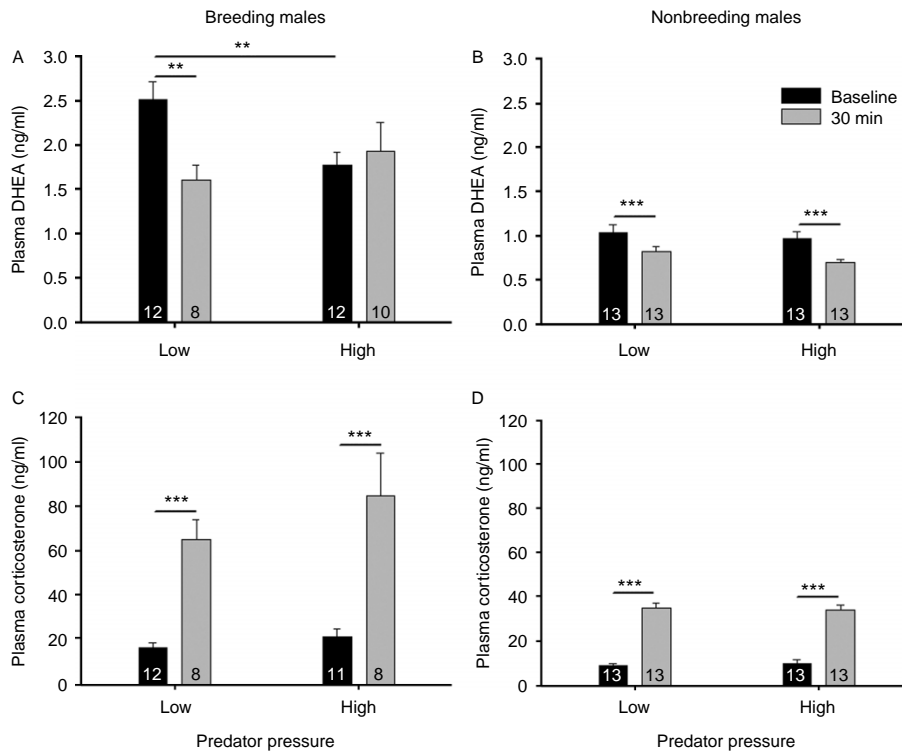 Breeding males
Nonbreeding males
A
Plasma DHEA (ng/ml)
3.0
2.5
2.0
1.5
1.0
0.5
0.0
**
**
12
8
12
10
Low
High
B
Plasma DHEA (ng/ml)
3.0
2.5
2.0
1.5
1.0
0.5
0.0
Baseline
30 min
***
***
13
13
13
13
Low
High
C
Plasma corticosterone (ng/ml)
120
100
80
60
40
20
0
***
***
12
8
11
8
Low
High
Predator pressure
D
Plasma corticosterone (ng/ml)
120
100
80
60
40
20
0
***
***
13
13
13
13
Low
High
Predator pressure